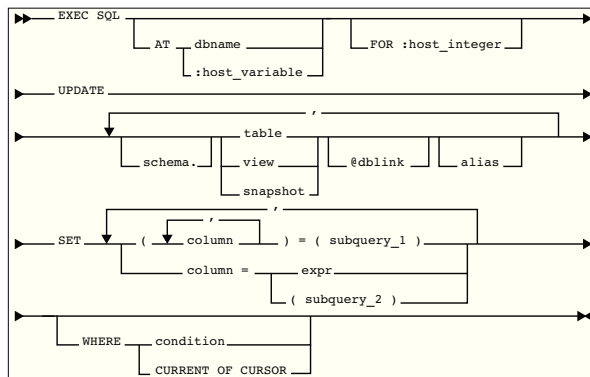 EXEC SQL
AT dbname
:host_variable
FOR :host_integer
UPDATE
,
schema. table
view
snapshot
@dblink
alias
,
SET ( column ) = ( subquery_1 )
,
column = expr
( subquery_2 )
WHERE condition
CURRENT OF CURSOR